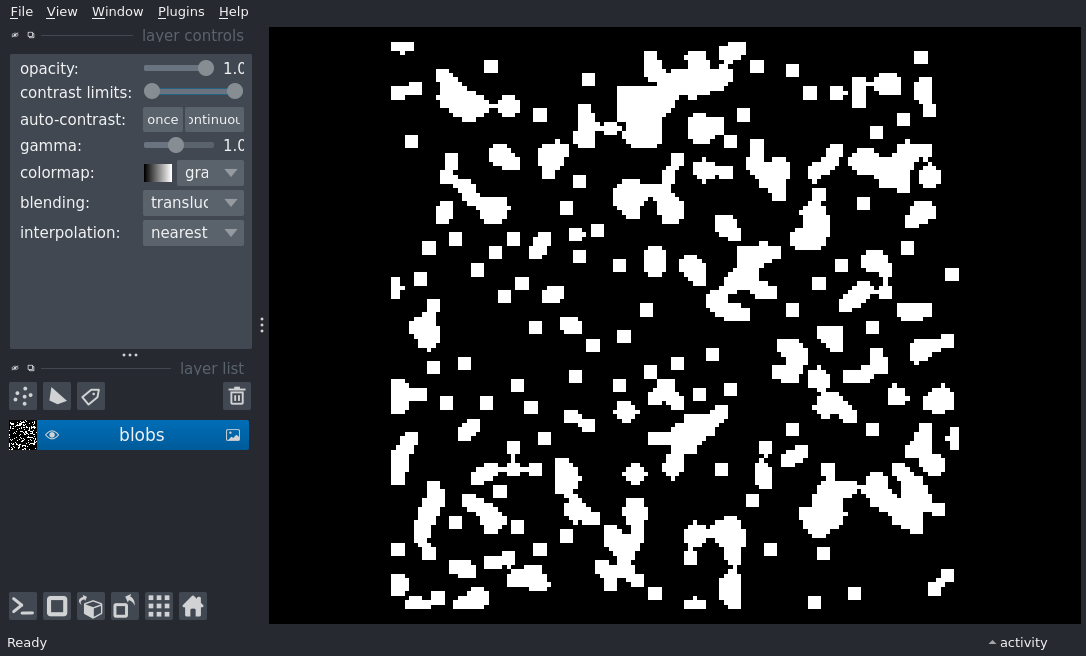 File View Window Plugins Help
layer controls
opacity: 1.0
contrast limits:
auto-contrast: once ontinuou
gamma: 1.0
colormap: gra
blending: transluc
interpolation: nearest
layer list
blobs
Ready
activity